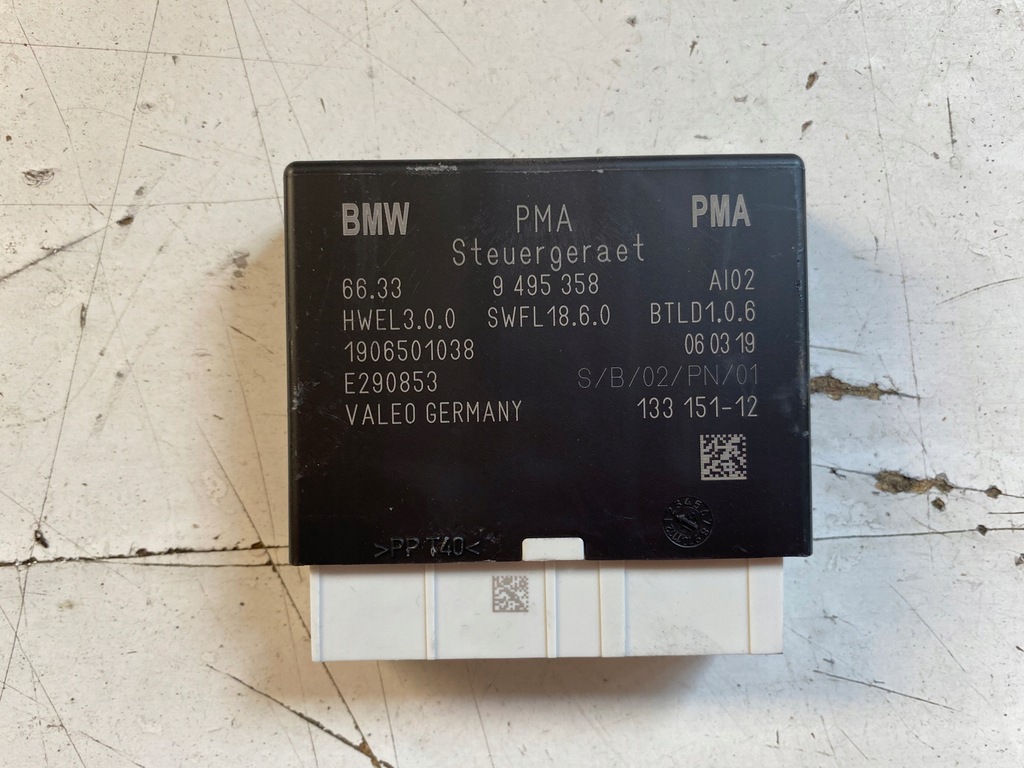 BMW PMA PMA
Steuergeraet
66.33 9 495 358 AI02
HWEL3.0.0 SWFL18.6.0 BTLD1.0.6
1906501038 06 03 19
E290853 S/B/02/PN/01
VALEO GERMANY 133 151-12
>PP T40<